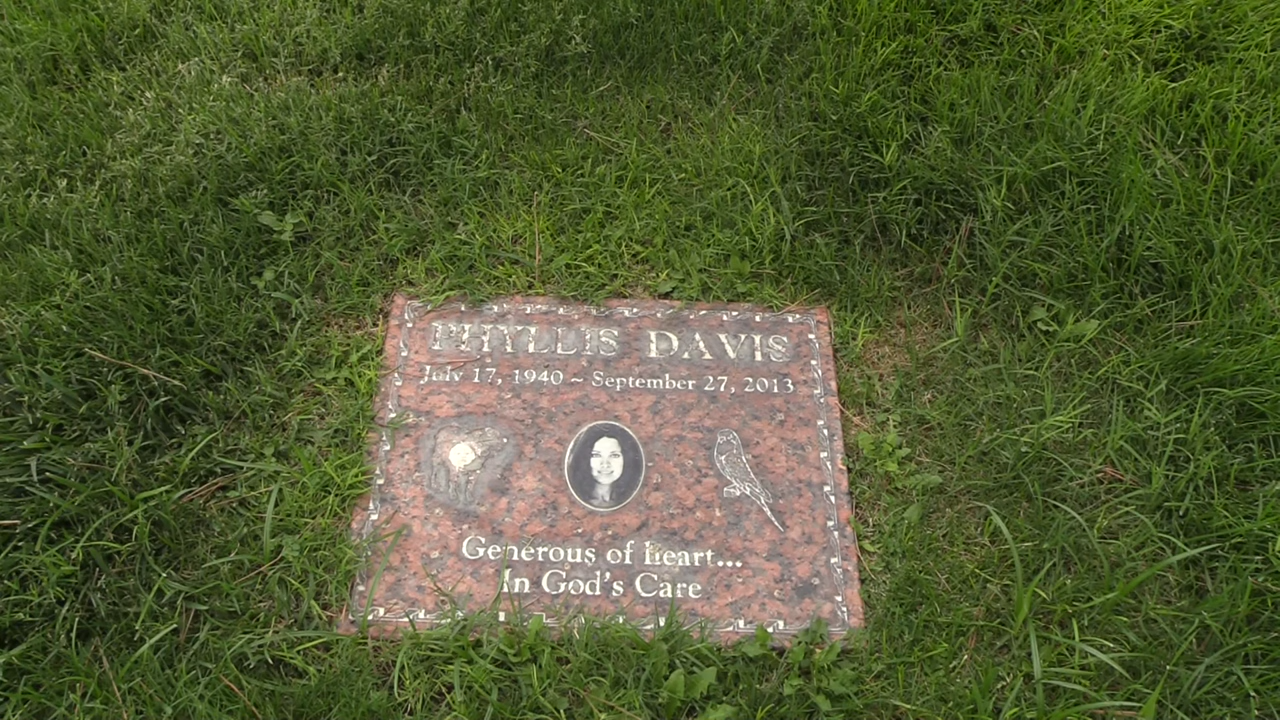 PHYLLIS DAVIS
July 17, 1940 ~ September 27, 2013
Generous of heart...
In God's Care